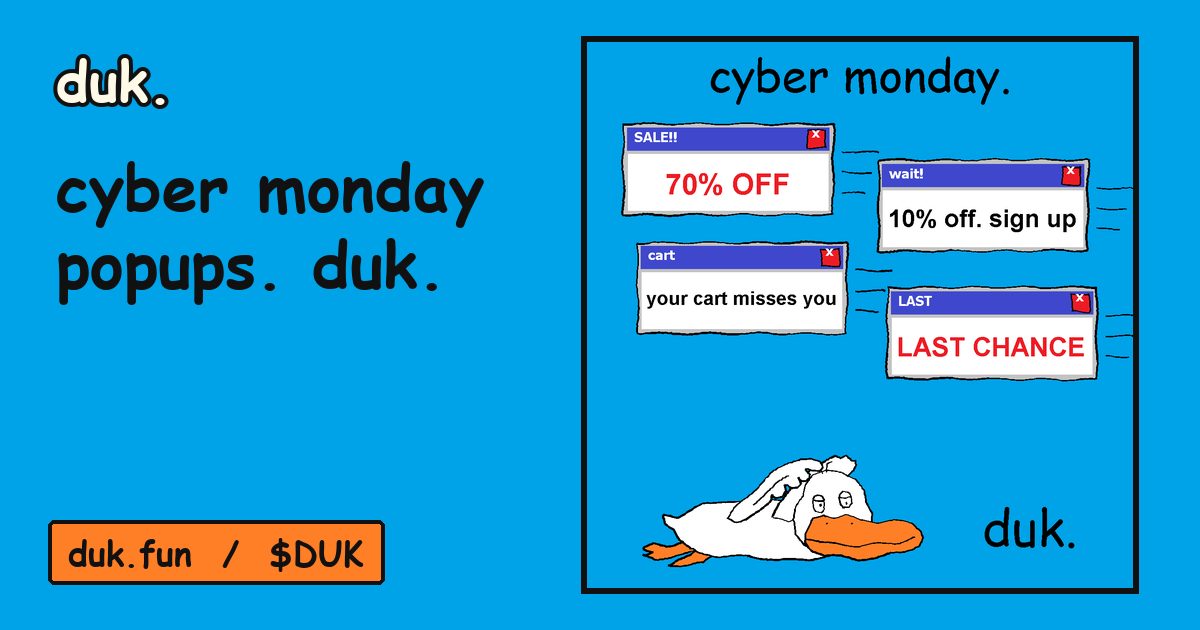 duk.
cyber monday
popups. duk.
duk.fun / $DUK
cyber monday.
SALE!! x
70% OFF
wait! x
10% off. sign up
cart x
your cart misses you
LAST x
LAST CHANCE
duk.